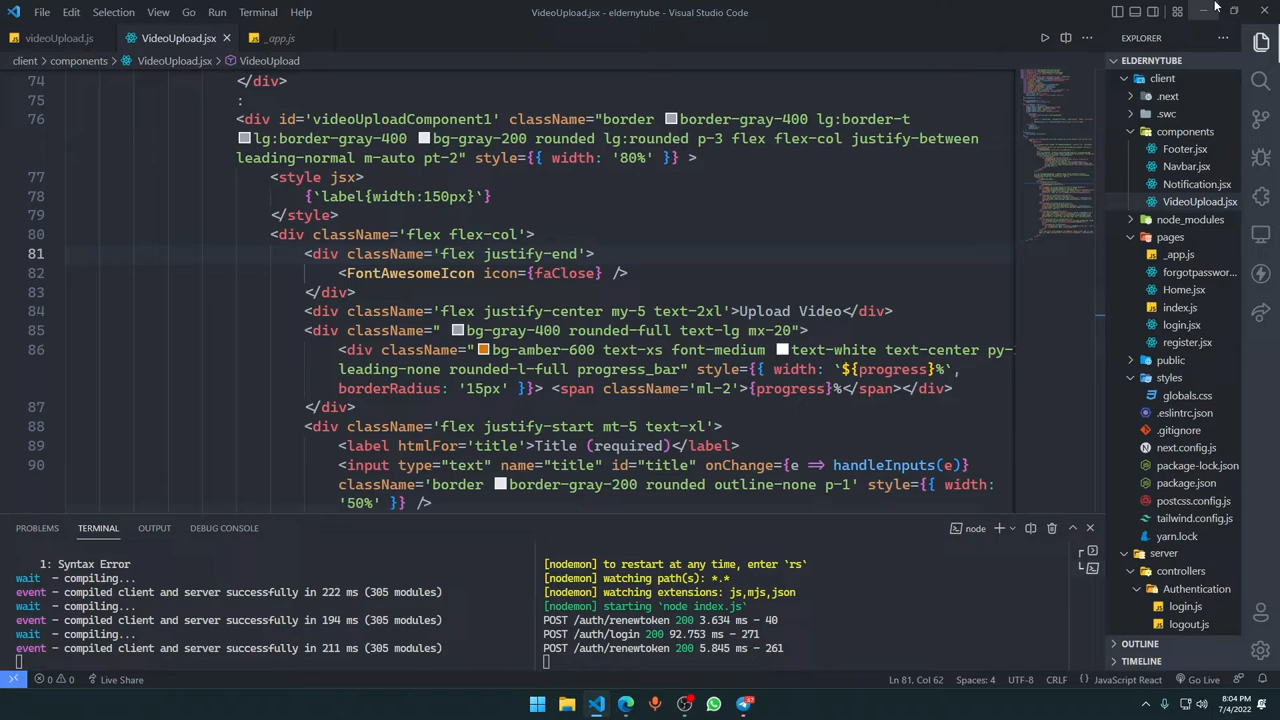 File Edit Selection View Go Run Terminal Help
VideoUpload.jsx - eldernytube - Visual Studio Code
videoUpload.js VideoUpload.jsx _app.js
EXPLORER
client components VideoUpload.jsx VideoUpload
74 </div>
75 :
76 <div id='videoUploadComponent1' className="border border-gray-400 lg:border-t
lg:border-gray-400 bg-gray-200 rounded p-3 flex flex-col justify-between
leading-normal pt-2" style={{ width: '80%' }} >
77 <style jsx>
78 {`label{width:150px}`}
79 </style>
80 <div className='flex flex-col'>
81 <div className='flex justify-end'>
82 <FontAwesomeIcon icon={faClose} />
83 </div>
84 <div className='flex justify-center my-5 text-2xl'>Upload Video</div>
85 <div className=" bg-gray-400 rounded-full text-lg mx-20">
86 <div className=" bg-amber-600 text-xs font-medium text-white text-center py-
leading-none rounded-l-full progress_bar" style={{ width: `${progress}%`,
borderRadius: '15px' }}> <span className='ml-2'>{progress}%</span></div>
87 </div>
88 <div className='flex justify-start mt-5 text-xl'>
89 <label htmlFor='title'>Title (required)</label>
90 <input type="text" name="title" id="title" onChange={e => handleInputs(e)}
className='border border-gray-200 rounded outline-none p-1' style={{ width:
'50%' }} />
ELDERNYTUBE
client
.next
.swc
components
Footer.jsx
Navbar.jsx
Notification...
VideoUpload.jsx
node_modules
pages
_app.js
forgotpasswor...
Home.jsx
index.js
login.jsx
register.jsx
public
styles
globals.css
.eslintrc.json
.gitignore
next.config.js
package-lock.json
package.json
postcss.config.js
tailwind.config.js
yarn.lock
server
controllers
Authentication
login.js
logout.js
OUTLINE
TIMELINE
PROBLEMS TERMINAL OUTPUT DEBUG CONSOLE
node
1: Syntax Error
wait - compiling...
event - compiled client and server successfully in 222 ms (305 modules)
wait - compiling...
event - compiled client and server successfully in 194 ms (305 modules)
wait - compiling...
event - compiled client and server successfully in 211 ms (305 modules)
[nodemon] to restart at any time, enter `rs`
[nodemon] watching path(s): *.*
[nodemon] watching extensions: js,mjs,json
[nodemon] starting `node index.js`
POST /auth/renewtoken 200 3.634 ms - 40
POST /auth/login 200 92.753 ms - 271
POST /auth/renewtoken 200 5.845 ms - 261
0 0 Live Share
Ln 81, Col 62 Spaces: 4 UTF-8 CRLF JavaScript React Go Live
8:04 PM
7/4/2022